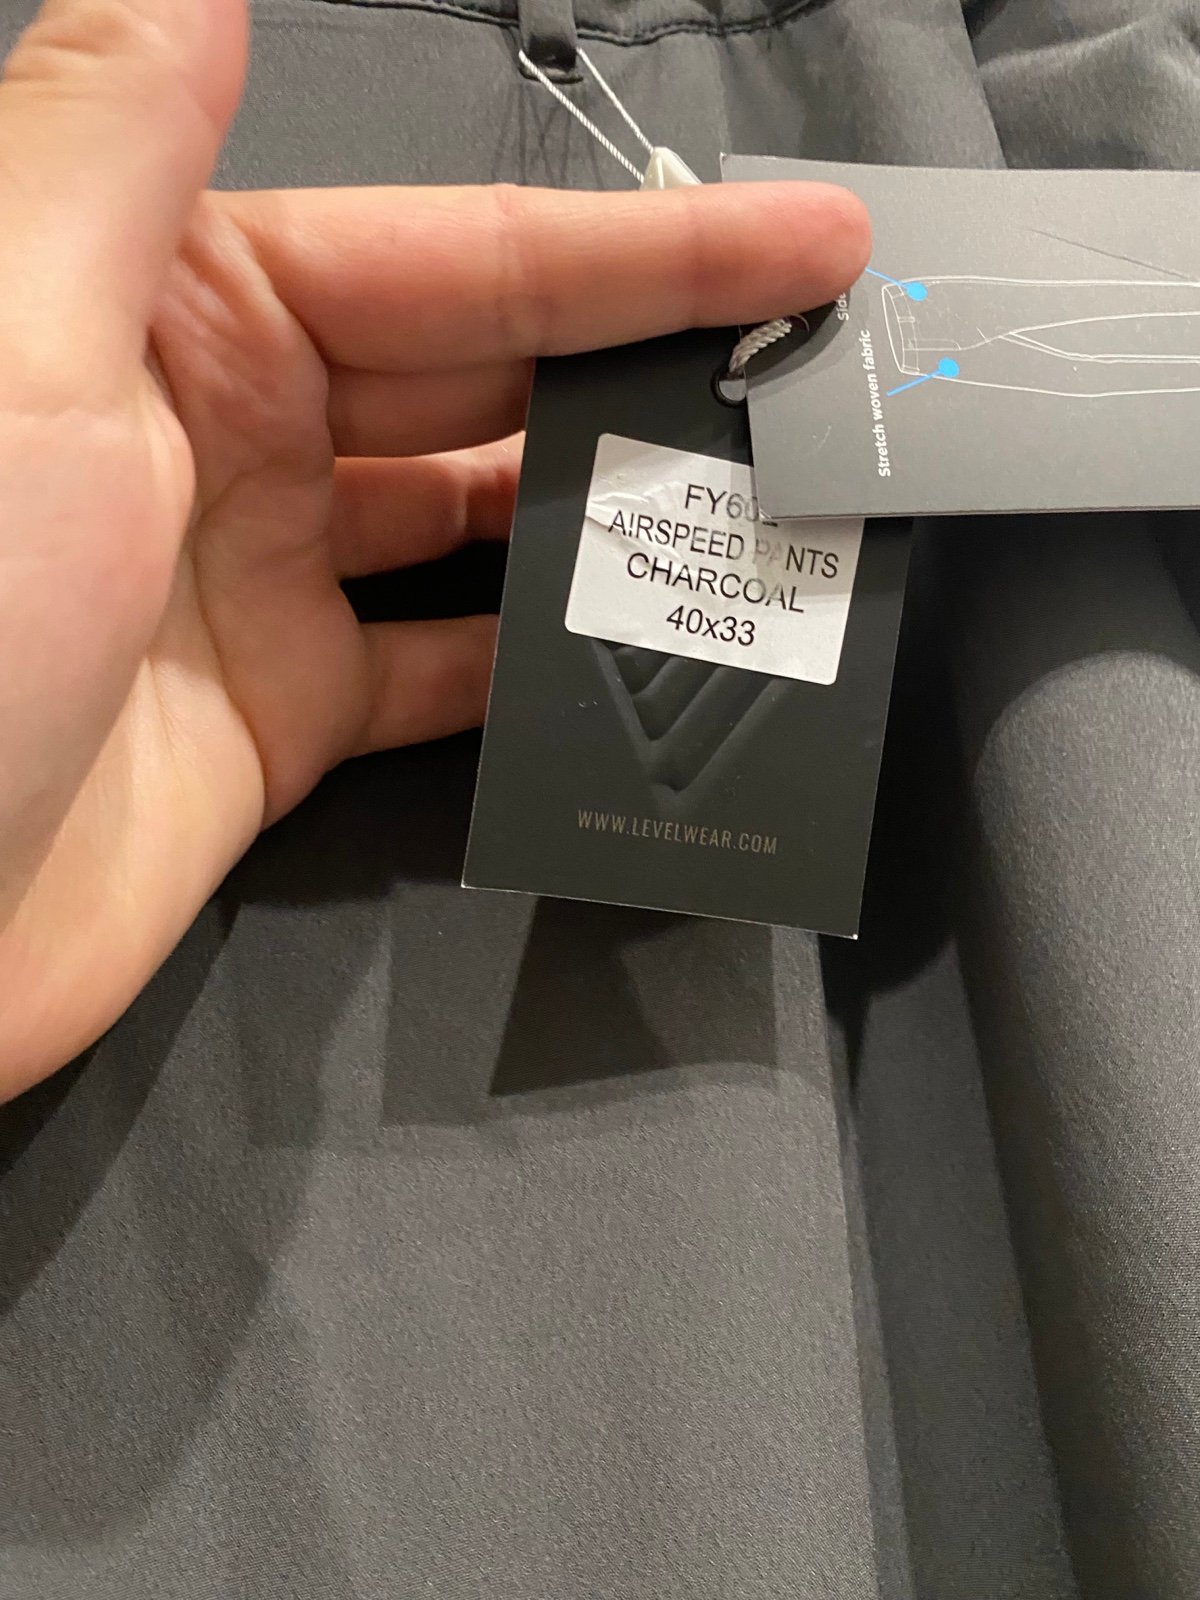 AIRSPEED PANTS
CHARCOAL
40x33
WWW.LEVELWEAR.COM
Stretch woven fabric